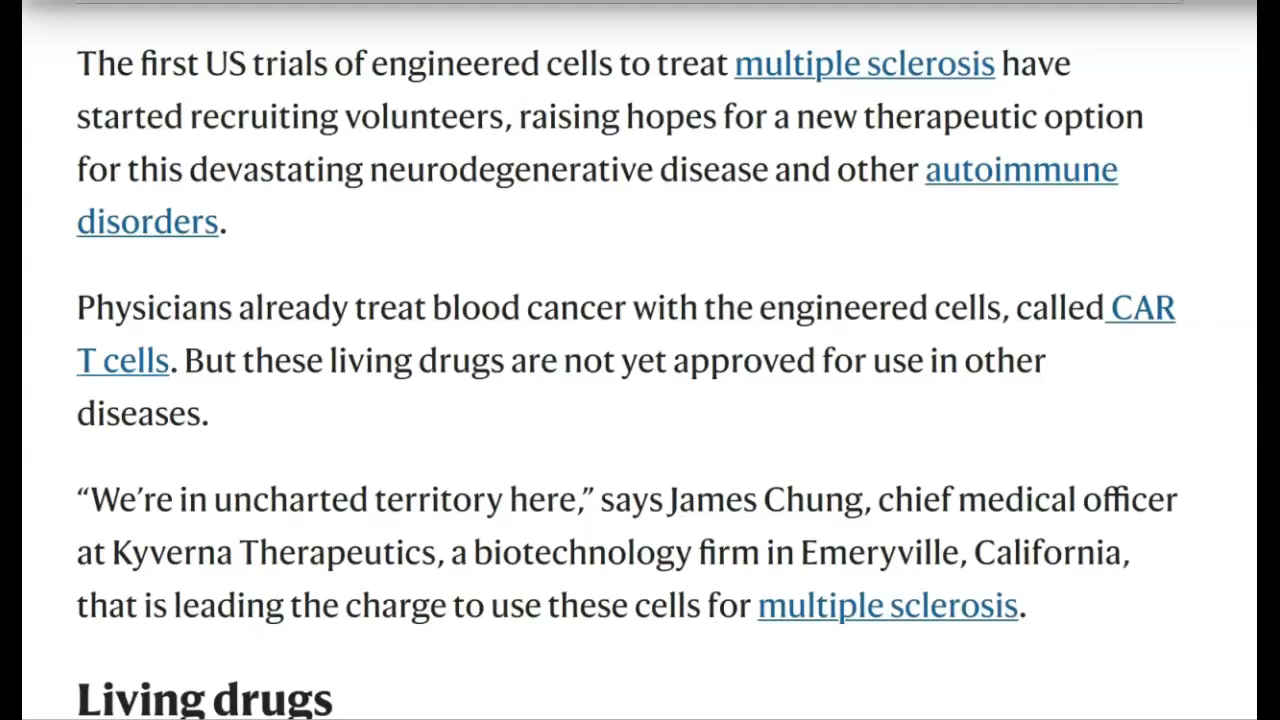 The first US trials of engineered cells to treat multiple sclerosis have
started recruiting volunteers, raising hopes for a new therapeutic option
for this devastating neurodegenerative disease and other autoimmune
disorders.
Physicians already treat blood cancer with the engineered cells, called CAR
T cells. But these living drugs are not yet approved for use in other
diseases.
“We’re in uncharted territory here,” says James Chung, chief medical officer
at Kyverna Therapeutics, a biotechnology firm in Emeryville, California,
that is leading the charge to use these cells for multiple sclerosis.
Living drugs